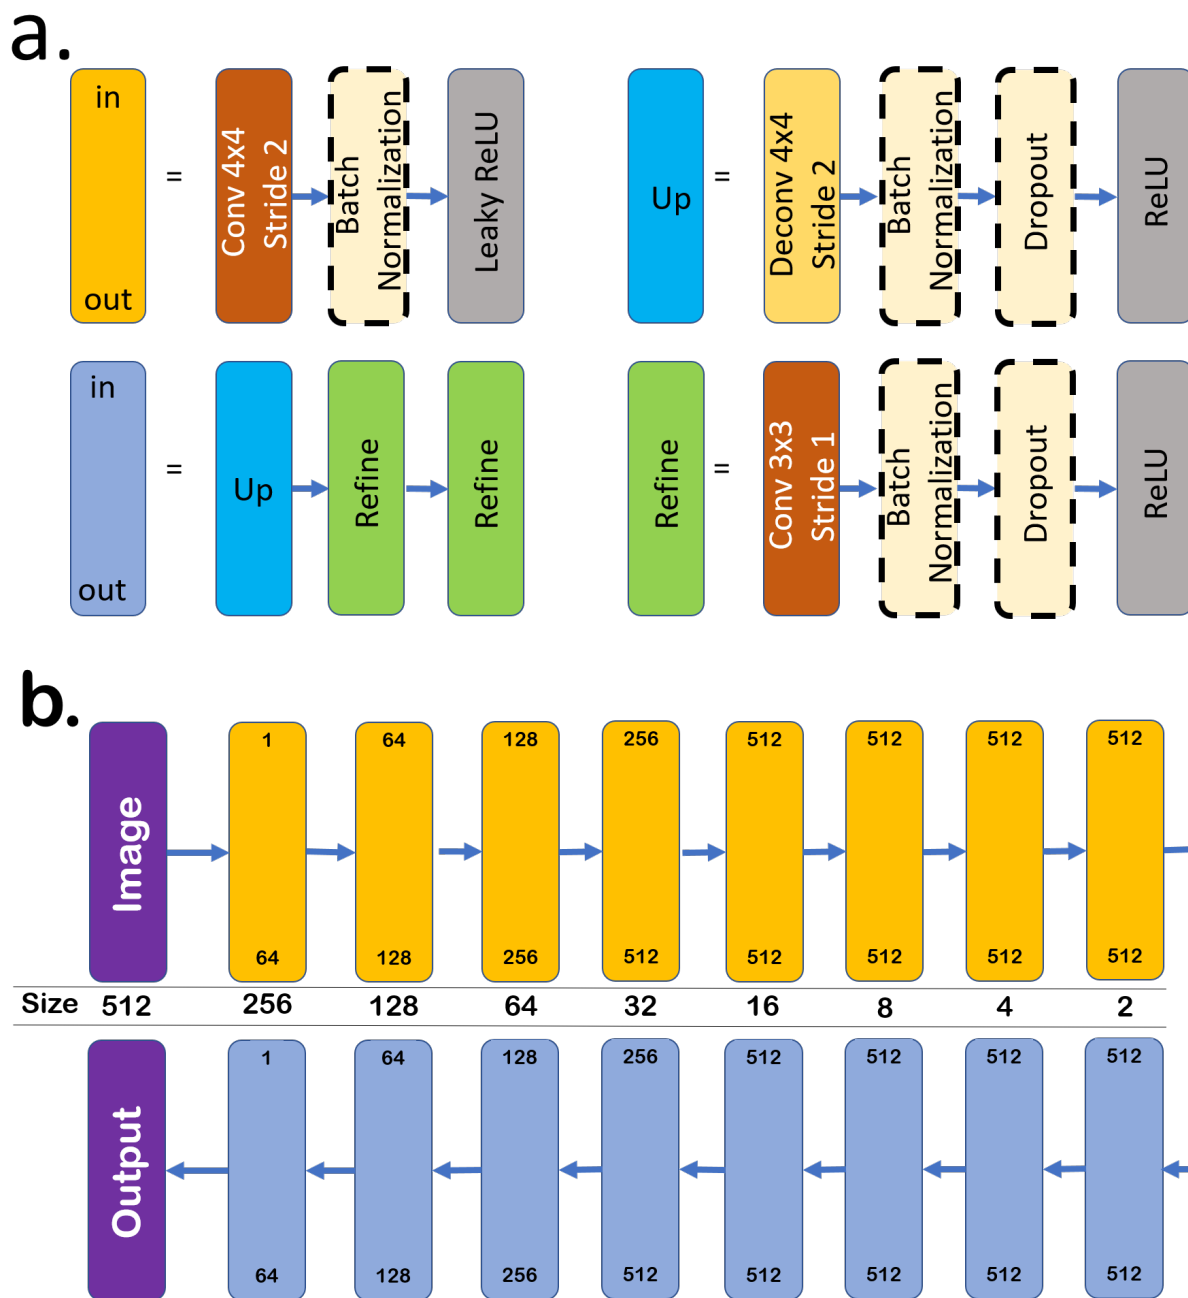 a.
in
out
=
Conv 4x4
Stride 2
Batch
Normalization
Leaky ReLU
Up
=
Deconv 4x4
Stride 2
Batch
Normalization
Dropout
ReLU
in
out
=
Up
Refine
Refine
Refine
=
Conv 3x3
Stride 1
Batch
Normalization
Dropout
ReLU
b.
Image
1 64 128 256 512 512 512 512
64 128 256 512 512 512 512 512
Size 512 256 128 64 32 16 8 4 2
Output
1 64 128 256 512 512 512 512
64 128 256 512 512 512 512 512